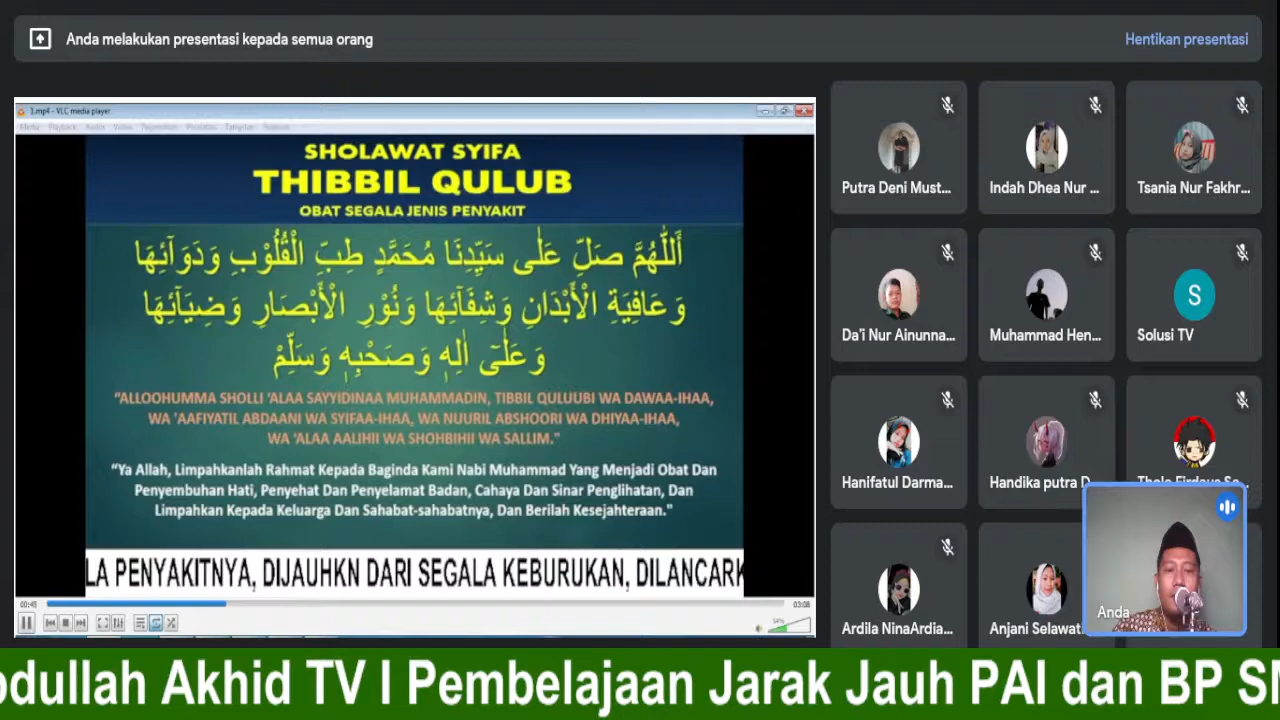 Anda melakukan presentasi kepada semua orang
Hentikan presentasi
1.mp4 - VLC media player
SHOLAWAT SYIFA
THIBBIL QULUB
OBAT SEGALA JENIS PENYAKIT
أَللّٰهُمَّ صَلِّ عَلٰى سَيِّدِنَا مُحَمَّدٍ طِبِّ الْقُلُوْبِ وَدَوَآئِهَا
وَعَافِيَةِ الْأَبْدَانِ وَشِفَآئِهَا وَنُوْرِ الْأَبْصَارِ وَضِيَآئِهَا
وَعَلٰٓى اٰلِهٖ وَصَحْبِهٖ وَسَلِّمْ
“ALLOOHUMMA SHOLLI ‘ALAA SAYYIDINAA MUHAMMADIN, TIBBIL QULUUBI WA DAWAA-IHAA,
WA ‘AAFIYATIL ABDAANI WA SYIFAA-IHAA, WA NUURIL ABSHOORI WA DHIYAA-IHAA,
WA ‘ALAA AALIHII WA SHOHBIHII WA SALLIM.”
“Ya Allah, Limpahkanlah Rahmat Kepada Baginda Kami Nabi Muhammad Yang Menjadi Obat Dan
Penyembuhan Hati, Penyehat Dan Penyelamat Badan, Cahaya Dan Sinar Penglihatan, Dan
Limpahkan Kepada Keluarga Dan Sahabat-sahabatnya, Dan Berilah Kesejahteraan."
LA PENYAKITNYA, DIJAUHKN DARI SEGALA KEBURUKAN, DILANCARK
00:45
03:08
54%
Putra Deni Must...
Indah Dhea Nur ...
Tsania Nur Fakhr...
Da'i Nur Ainunna...
Muhammad Hen...
S
Solusi TV
Hanifatul Darma...
Handika putra D
Ardila NinaArdia...
Anjani Selawat
Anda
bdullah Akhid TV I Pembelajaan Jarak Jauh PAI dan BP SM